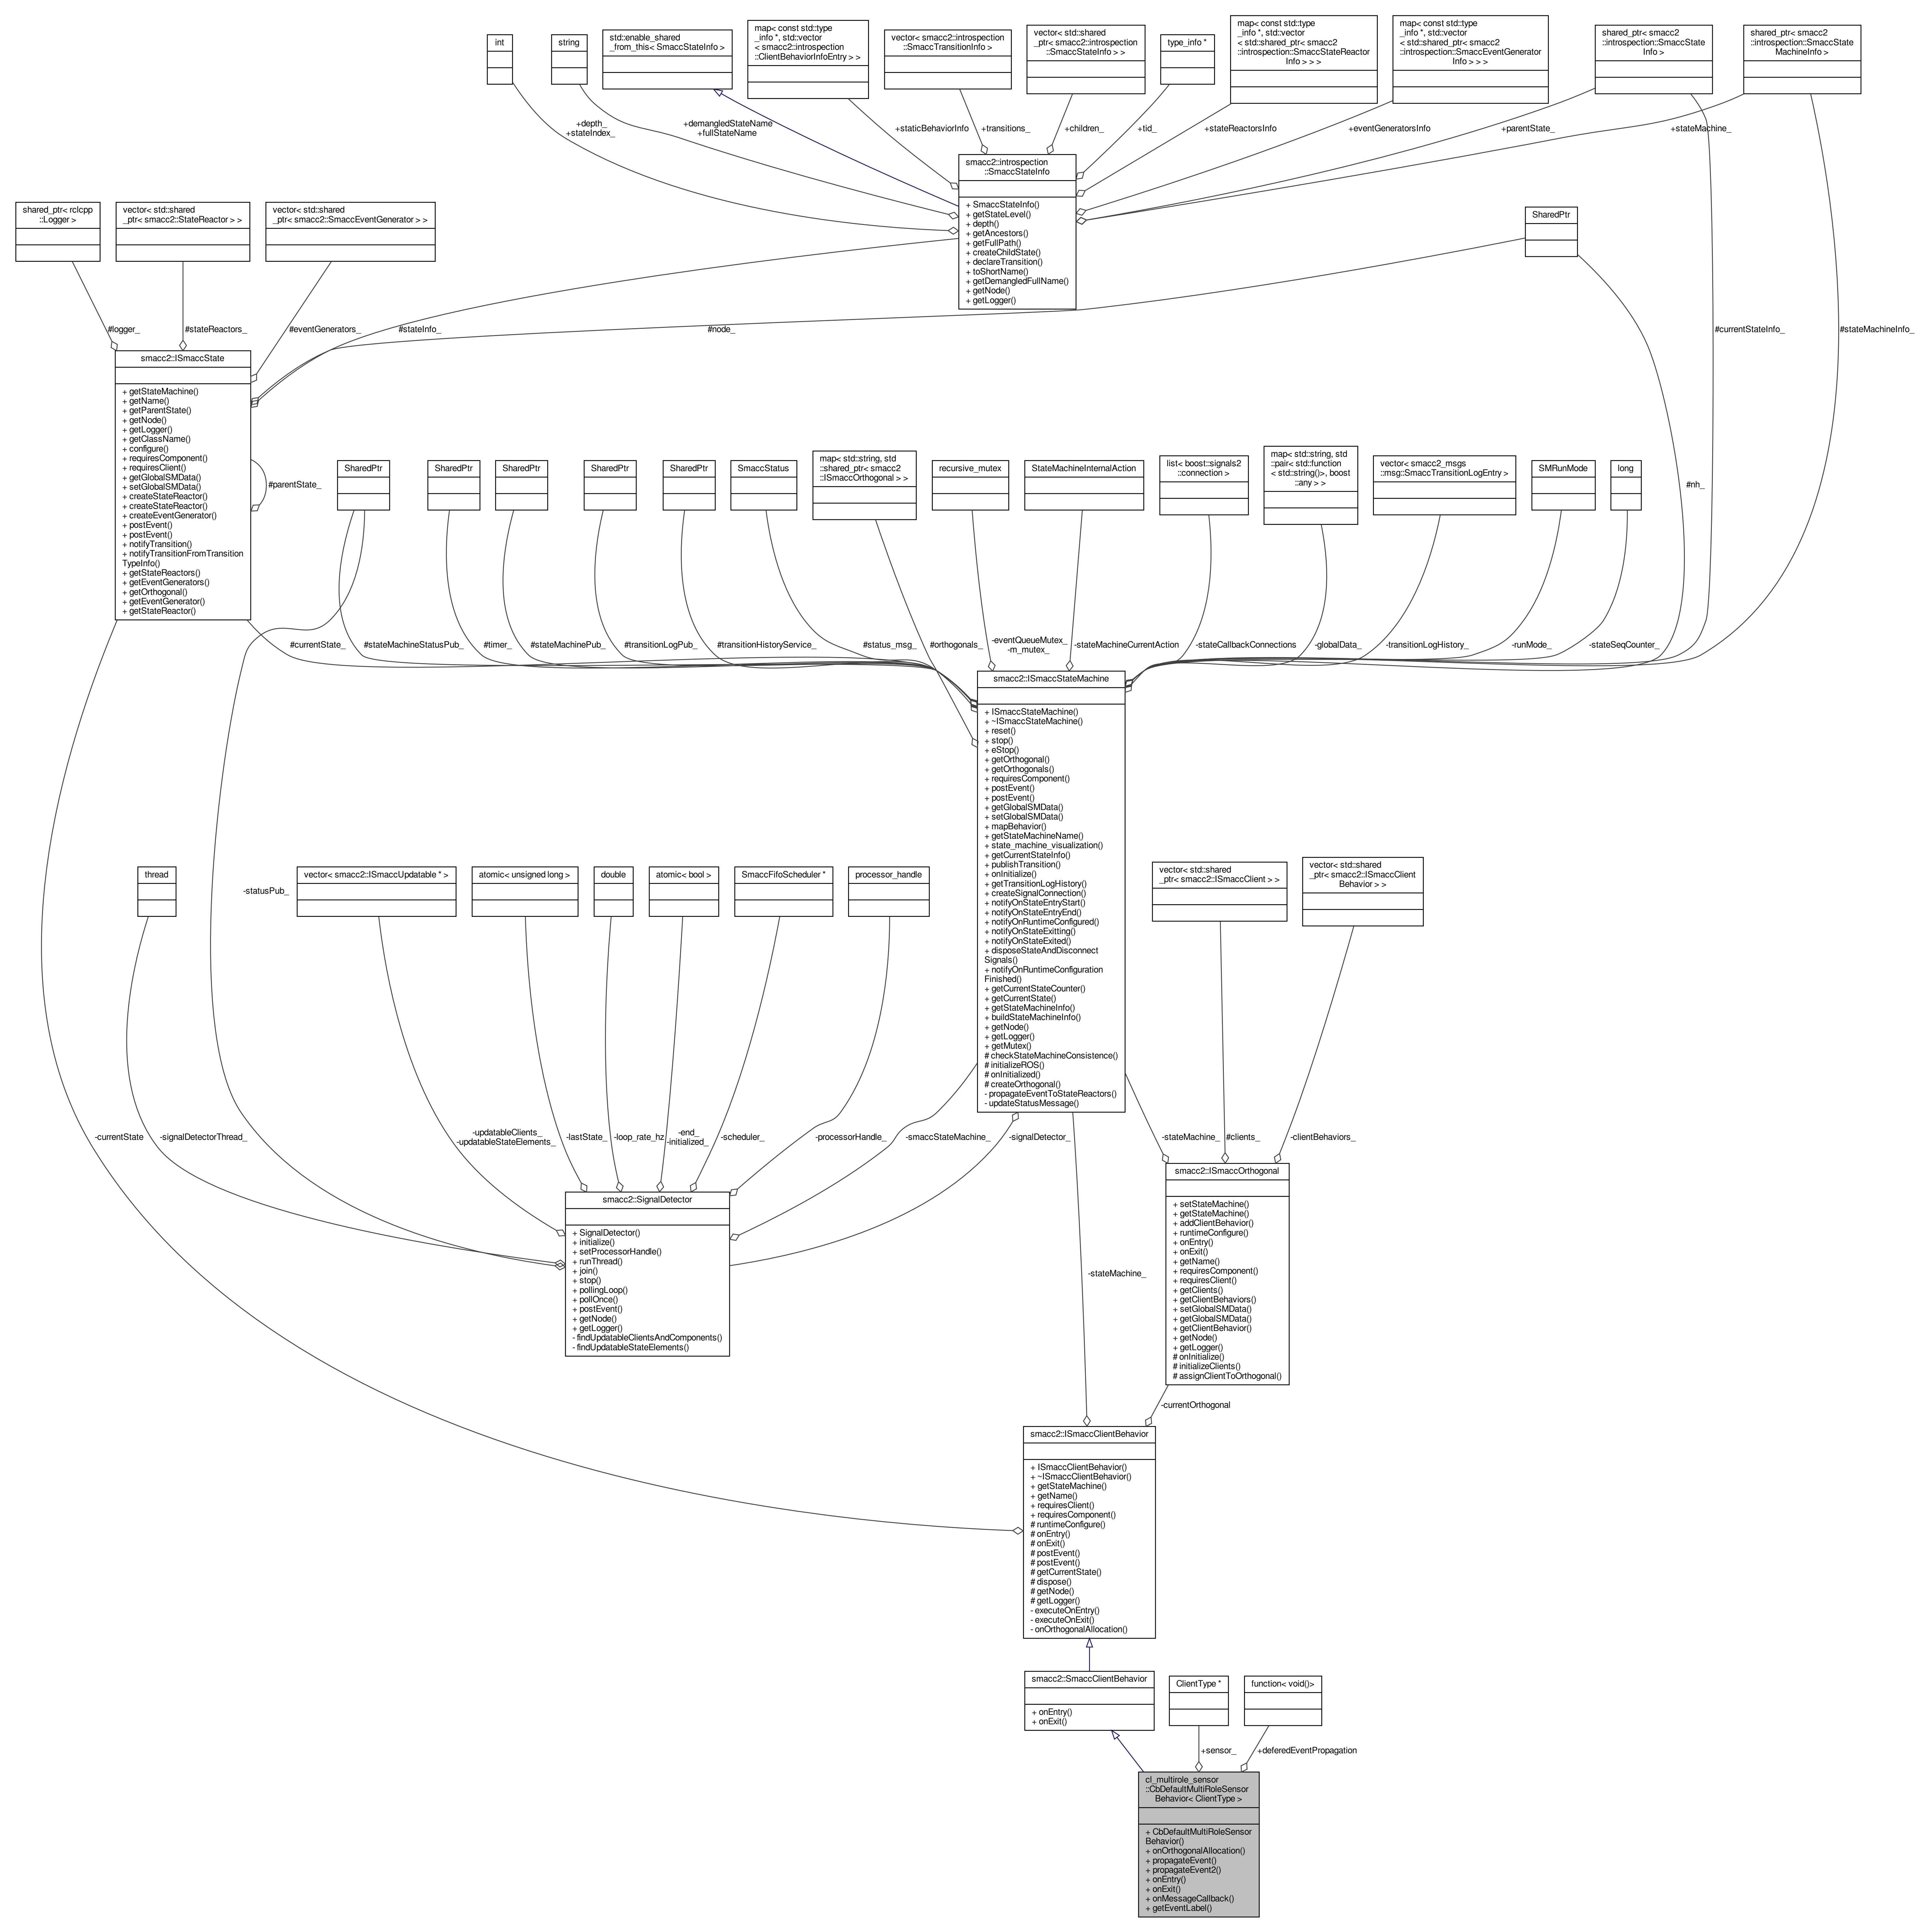 int
string
std::enable_shared
_from_this< SmaccStateInfo >
map< const std::type
_info *, std::vector
< smacc2::introspection
::ClientBehaviorInfoEntry > >
vector< smacc2::introspection
::SmaccTransitionInfo >
vector< std::shared
_ptr< smacc2::introspection
::SmaccStateInfo > >
type_info *
map< const std::type
_info *, std::vector
< std::shared_ptr< smacc2
::introspection::SmaccStateReactor
Info > > >
map< const std::type
_info *, std::vector
< std::shared_ptr< smacc2
::introspection::SmaccEventGenerator
Info > > >
shared_ptr< smacc2
::introspection::SmaccState
Info >
shared_ptr< smacc2
::introspection::SmaccState
MachineInfo >
+depth_
+stateIndex_
+demangledStateName
+fullStateName
+staticBehaviorInfo
+transitions_
+children_
+tid_
+stateReactorsInfo
+eventGeneratorsInfo
+parentState_
+stateMachine_
smacc2::introspection
::SmaccStateInfo
+ SmaccStateInfo()
+ getStateLevel()
+ depth()
+ getAncestors()
+ getFullPath()
+ createChildState()
+ declareTransition()
+ toShortName()
+ getDemangledFullName()
+ getNode()
+ getLogger()
shared_ptr< rclcpp
::Logger >
vector< std::shared
_ptr< smacc2::StateReactor > >
vector< std::shared
_ptr< smacc2::SmaccEventGenerator > >
SharedPtr
#logger_
#stateReactors_
#eventGenerators_
#stateInfo_
#node_
#currentStateInfo_
#stateMachineInfo_
smacc2::ISmaccState
+ getStateMachine()
+ getName()
+ getParentState()
+ getNode()
+ getLogger()
+ getClassName()
+ configure()
+ requiresComponent()
+ requiresClient()
+ getGlobalSMData()
+ setGlobalSMData()
+ createStateReactor()
+ createStateReactor()
+ createEventGenerator()
+ postEvent()
+ postEvent()
+ notifyTransition()
+ notifyTransitionFromTransition
TypeInfo()
+ getStateReactors()
+ getEventGenerators()
+ getOrthogonal()
+ getEventGenerator()
+ getStateReactor()
#parentState_
SharedPtr
SharedPtr
SharedPtr
SharedPtr
SharedPtr
SmaccStatus
map< std::string, std
::shared_ptr< smacc2
::ISmaccOrthogonal > >
recursive_mutex
StateMachineInternalAction
list< boost::signals2
::connection >
map< std::string, std
::pair< std::function
< std::string()>, boost
::any > >
vector< smacc2_msgs
::msg::SmaccTransitionLogEntry >
SMRunMode
long
#nh_
#currentState_
#stateMachineStatusPub_
#timer_
#stateMachinePub_
#transitionLogPub_
#transitionHistoryService_
#status_msg_
#orthogonals_
-eventQueueMutex_
-m_mutex_
-stateMachineCurrentAction
-stateCallbackConnections
-globalData_
-transitionLogHistory_
-runMode_
-stateSeqCounter_
smacc2::ISmaccStateMachine
+ ISmaccStateMachine()
+ ~ISmaccStateMachine()
+ reset()
+ stop()
+ eStop()
+ getOrthogonal()
+ getOrthogonals()
+ requiresComponent()
+ postEvent()
+ postEvent()
+ getGlobalSMData()
+ setGlobalSMData()
+ mapBehavior()
+ getStateMachineName()
+ state_machine_visualization()
+ getCurrentStateInfo()
+ publishTransition()
+ onInitialize()
+ getTransitionLogHistory()
+ createSignalConnection()
+ notifyOnStateEntryStart()
+ notifyOnStateEntryEnd()
+ notifyOnRuntimeConfigured()
+ notifyOnStateExitting()
+ notifyOnStateExited()
+ disposeStateAndDisconnect
Signals()
+ notifyOnRuntimeConfiguration
Finished()
+ getCurrentStateCounter()
+ getCurrentState()
+ getStateMachineInfo()
+ buildStateMachineInfo()
+ getNode()
+ getLogger()
+ getMutex()
# checkStateMachineConsistence()
# initializeROS()
# onInitialized()
# createOrthogonal()
- propagateEventToStateReactors()
- updateStatusMessage()
thread
-statusPub_
vector< smacc2::ISmaccUpdatable * >
atomic< unsigned long >
double
atomic< bool >
SmaccFifoScheduler *
processor_handle
vector< std::shared
_ptr< smacc2::ISmaccClient > >
vector< std::shared
_ptr< smacc2::ISmaccClient
Behavior > >
-currentState
-signalDetectorThread_
-updatableClients_
-updatableStateElements_
-lastState_
-loop_rate_hz
-end_
-initialized_
-scheduler_
-processorHandle_
-smaccStateMachine_
-signalDetector_
-stateMachine_
#clients_
-clientBehaviors_
smacc2::SignalDetector
+ SignalDetector()
+ initialize()
+ setProcessorHandle()
+ runThread()
+ join()
+ stop()
+ pollingLoop()
+ pollOnce()
+ postEvent()
+ getNode()
+ getLogger()
- findUpdatableClientsAndComponents()
- findUpdatableStateElements()
-stateMachine_
smacc2::ISmaccOrthogonal
+ setStateMachine()
+ getStateMachine()
+ addClientBehavior()
+ runtimeConfigure()
+ onEntry()
+ onExit()
+ getName()
+ requiresComponent()
+ requiresClient()
+ getClients()
+ getClientBehaviors()
+ setGlobalSMData()
+ getGlobalSMData()
+ getClientBehavior()
+ getNode()
+ getLogger()
# onInitialize()
# initializeClients()
# assignClientToOrthogonal()
-currentOrthogonal
smacc2::ISmaccClientBehavior
+ ISmaccClientBehavior()
+ ~ISmaccClientBehavior()
+ getStateMachine()
+ getName()
+ requiresClient()
+ requiresComponent()
# runtimeConfigure()
# onEntry()
# onExit()
# postEvent()
# postEvent()
# getCurrentState()
# dispose()
# getNode()
# getLogger()
- executeOnEntry()
- executeOnExit()
- onOrthogonalAllocation()
smacc2::SmaccClientBehavior
+ onEntry()
+ onExit()
ClientType *
function< void()>
+sensor_
+deferedEventPropagation
cl_multirole_sensor
::CbDefaultMultiRoleSensor
Behavior< ClientType >
+ CbDefaultMultiRoleSensor
Behavior()
+ onOrthogonalAllocation()
+ propagateEvent()
+ propagateEvent2()
+ onEntry()
+ onExit()
+ onMessageCallback()
+ getEventLabel()